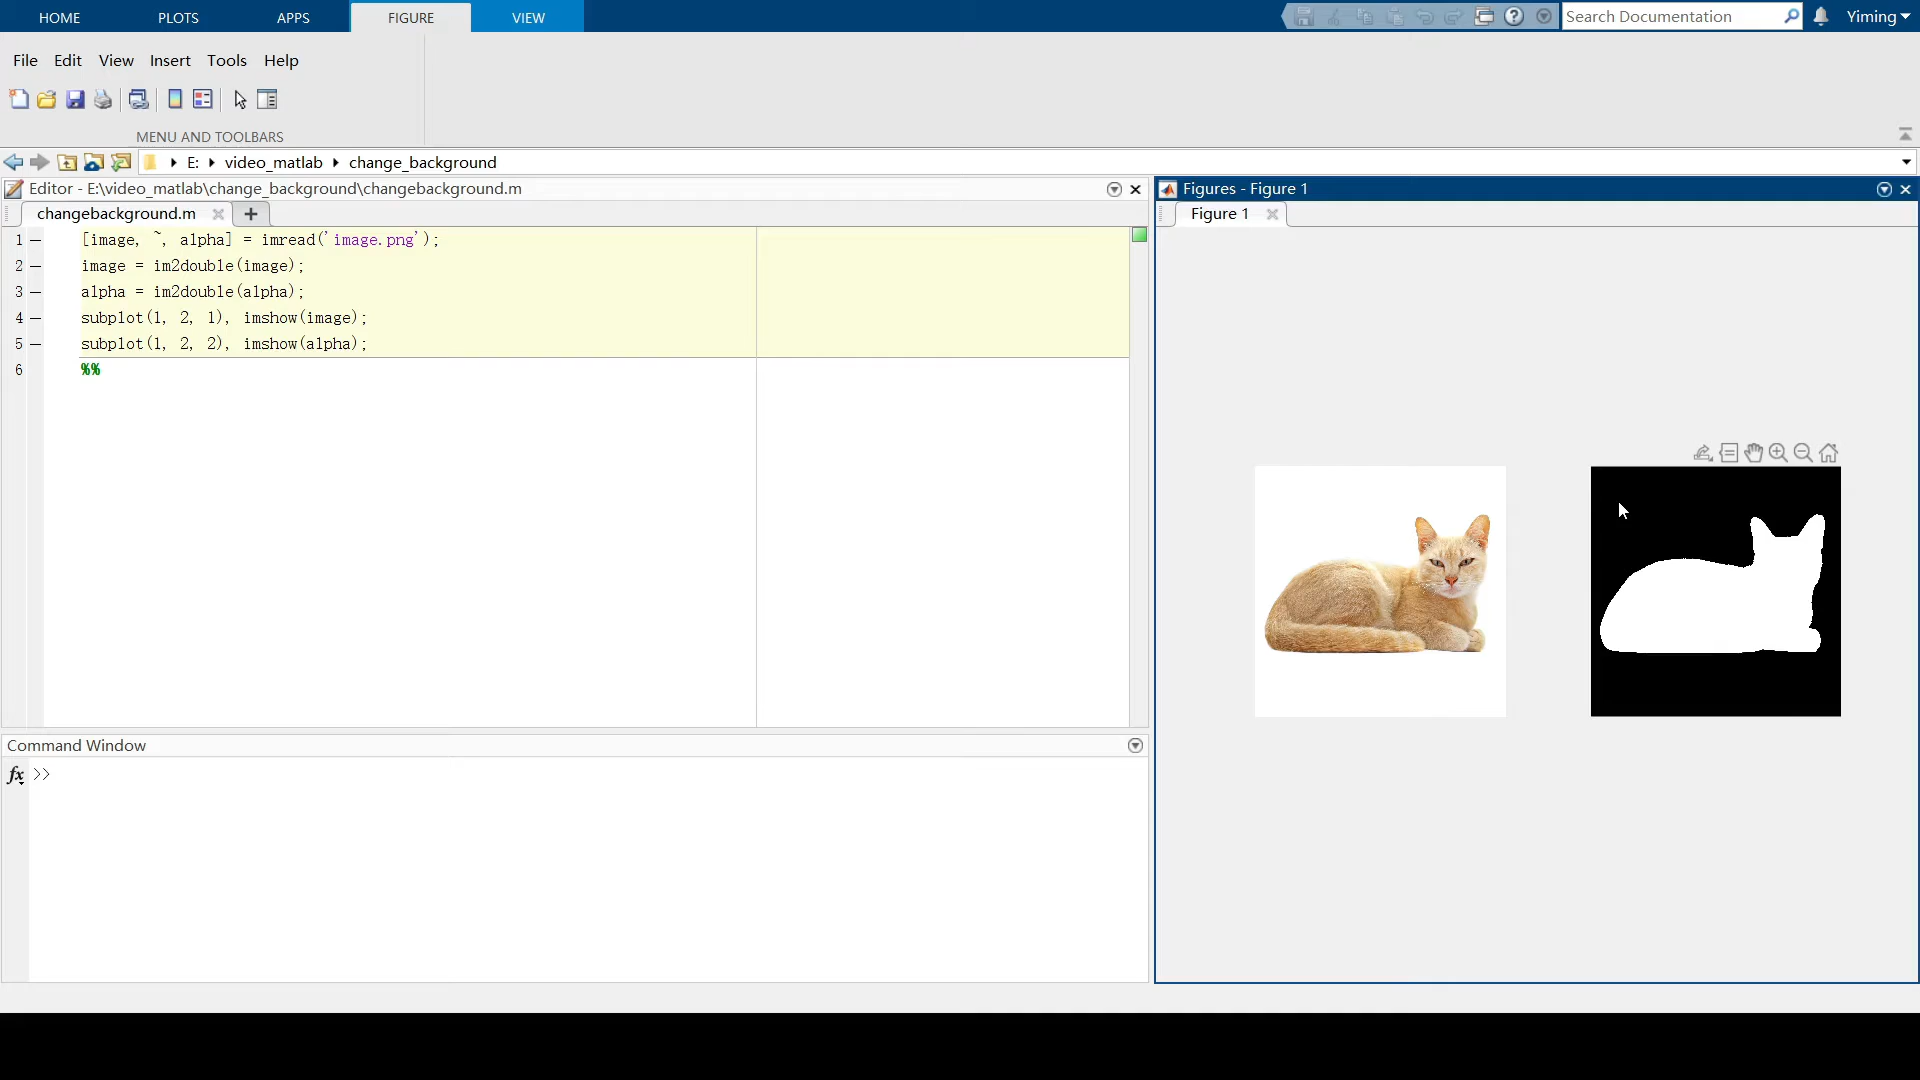 HOME PLOTS APPS FIGURE VIEW Search Documentation Yiming
File Edit View Insert Tools Help
MENU AND TOOLBARS
E: video_matlab change_background
Editor - E:\video_matlab\change_background\changebackground.m
changebackground.m
1 [image, ~, alpha] = imread('image.png');
2 image = im2double(image);
3 alpha = im2double(alpha);
4 subplot(1, 2, 1), imshow(image);
5 subplot(1, 2, 2), imshow(alpha);
6 %%
Command Window
fx >>
Figures - Figure 1
Figure 1